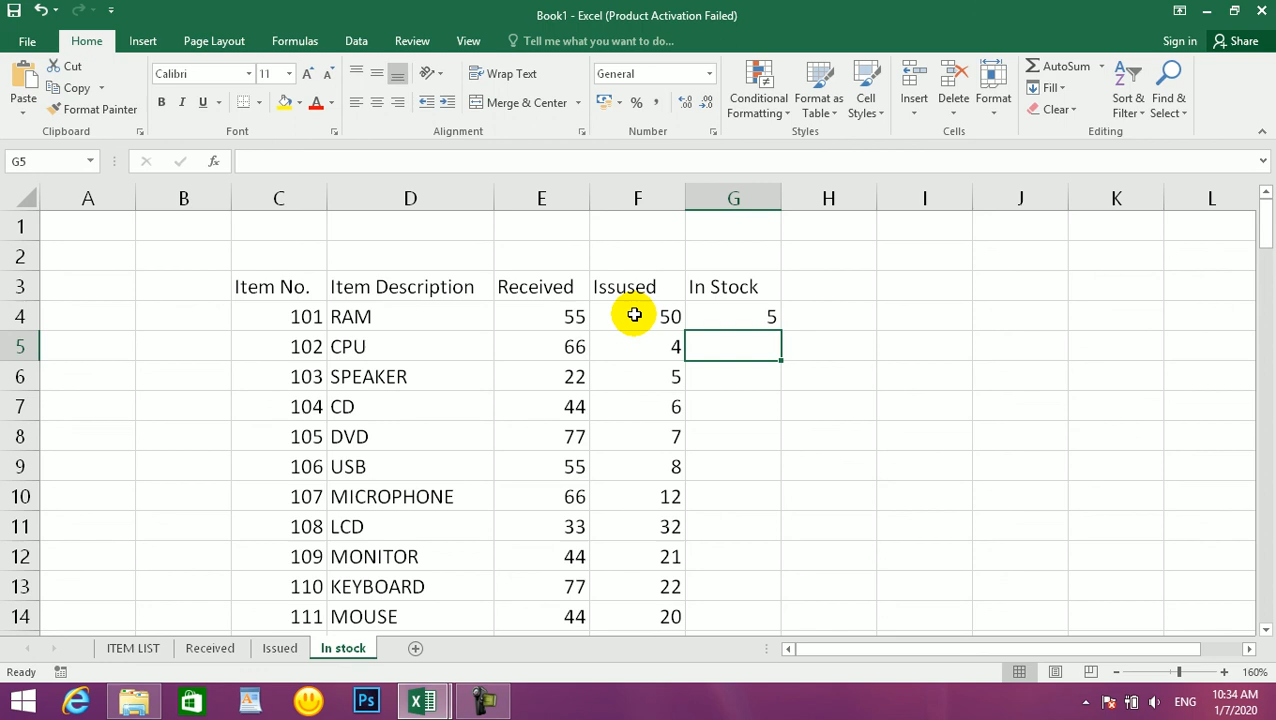 Book1 - Excel (Product Activation Failed)
File Home Insert Page Layout Formulas Data Review View Tell me what you want to do... Sign in Share
Paste Cut Copy Format Painter
Clipboard
Calibri 11 A A
B I U A
Font
Wrap Text
Merge & Center
Alignment
General
% ,
Number
Conditional Formatting Format as Table Cell Styles
Styles
Insert Delete Format
Cells
AutoSum
Fill
Clear
Sort & Filter Find & Select
Editing
G5 fx
A B C D E F G H I J K L
1
2
3 Item No. Item Description Received Issused In Stock
4 101 RAM 55 50 5
5 102 CPU 66 4
6 103 SPEAKER 22 5
7 104 CD 44 6
8 105 DVD 77 7
9 106 USB 55 8
10 107 MICROPHONE 66 12
11 108 LCD 33 32
12 109 MONITOR 44 21
13 110 KEYBOARD 77 22
14 111 MOUSE 44 20
ITEM LIST Received Issued In stock
Ready 160%
Ps ENG 10:34 AM
1/7/2020